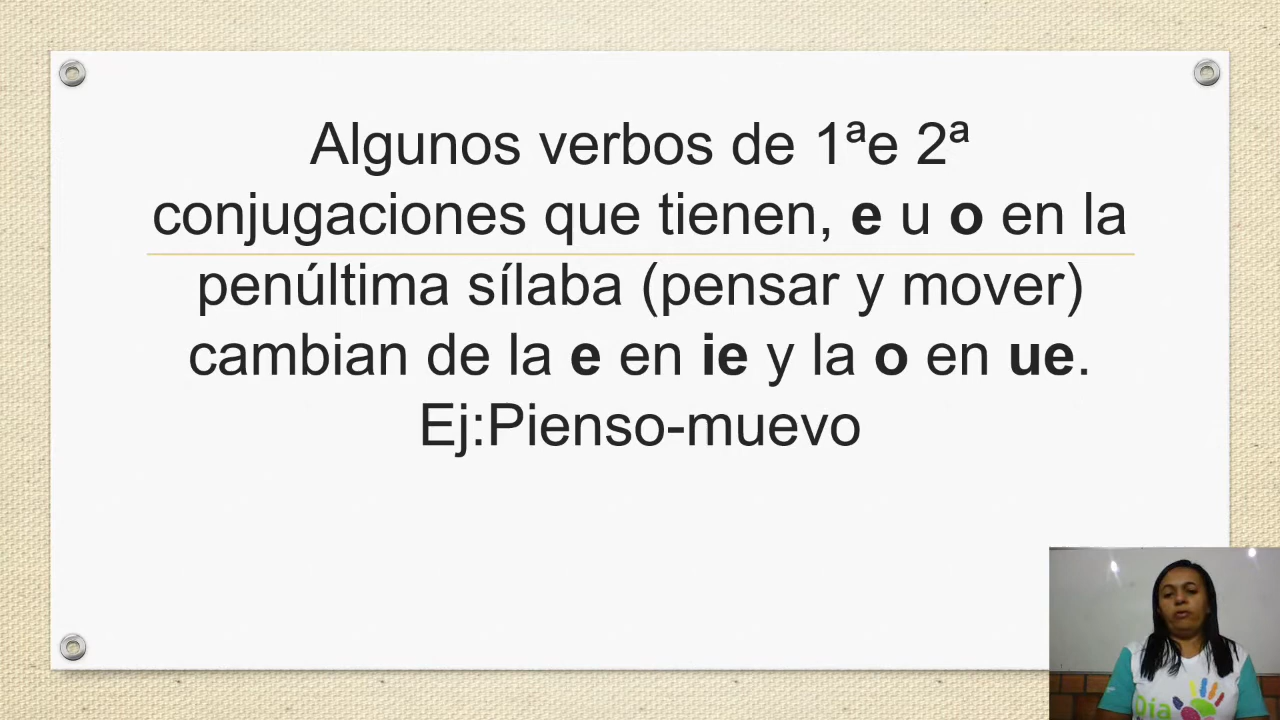 Algunos verbos de 1ªe 2ª
conjugaciones que tienen, e u o en la
penúltima sílaba (pensar y mover)
cambian de la e en ie y la o en ue.
Ej:Pienso-muevo
Dia